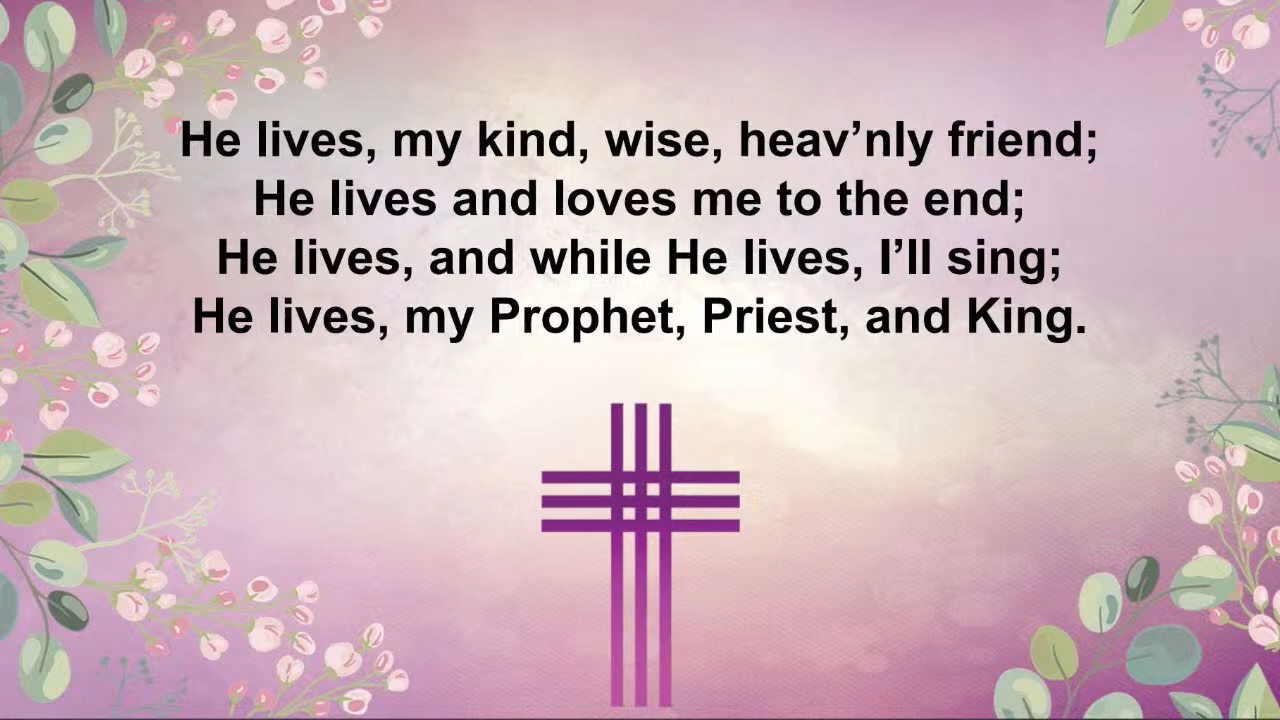 He lives, my kind, wise, heav’nly friend;
He lives and loves me to the end;
He lives, and while He lives, I’ll sing;
He lives, my Prophet, Priest, and King.